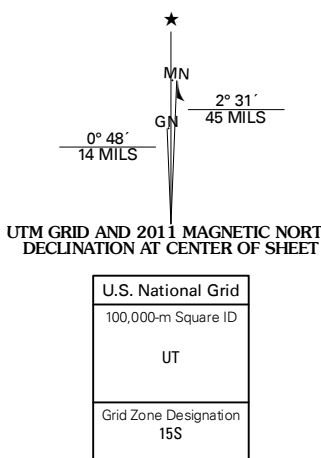 ★
MN
GN
2° 31´
45 MILS
0° 48´
14 MILS
UTM GRID AND 2011 MAGNETIC NORT
DECLINATION AT CENTER OF SHEET
U.S. National Grid
100,000-m Square ID
UT
Grid Zone Designation
15S